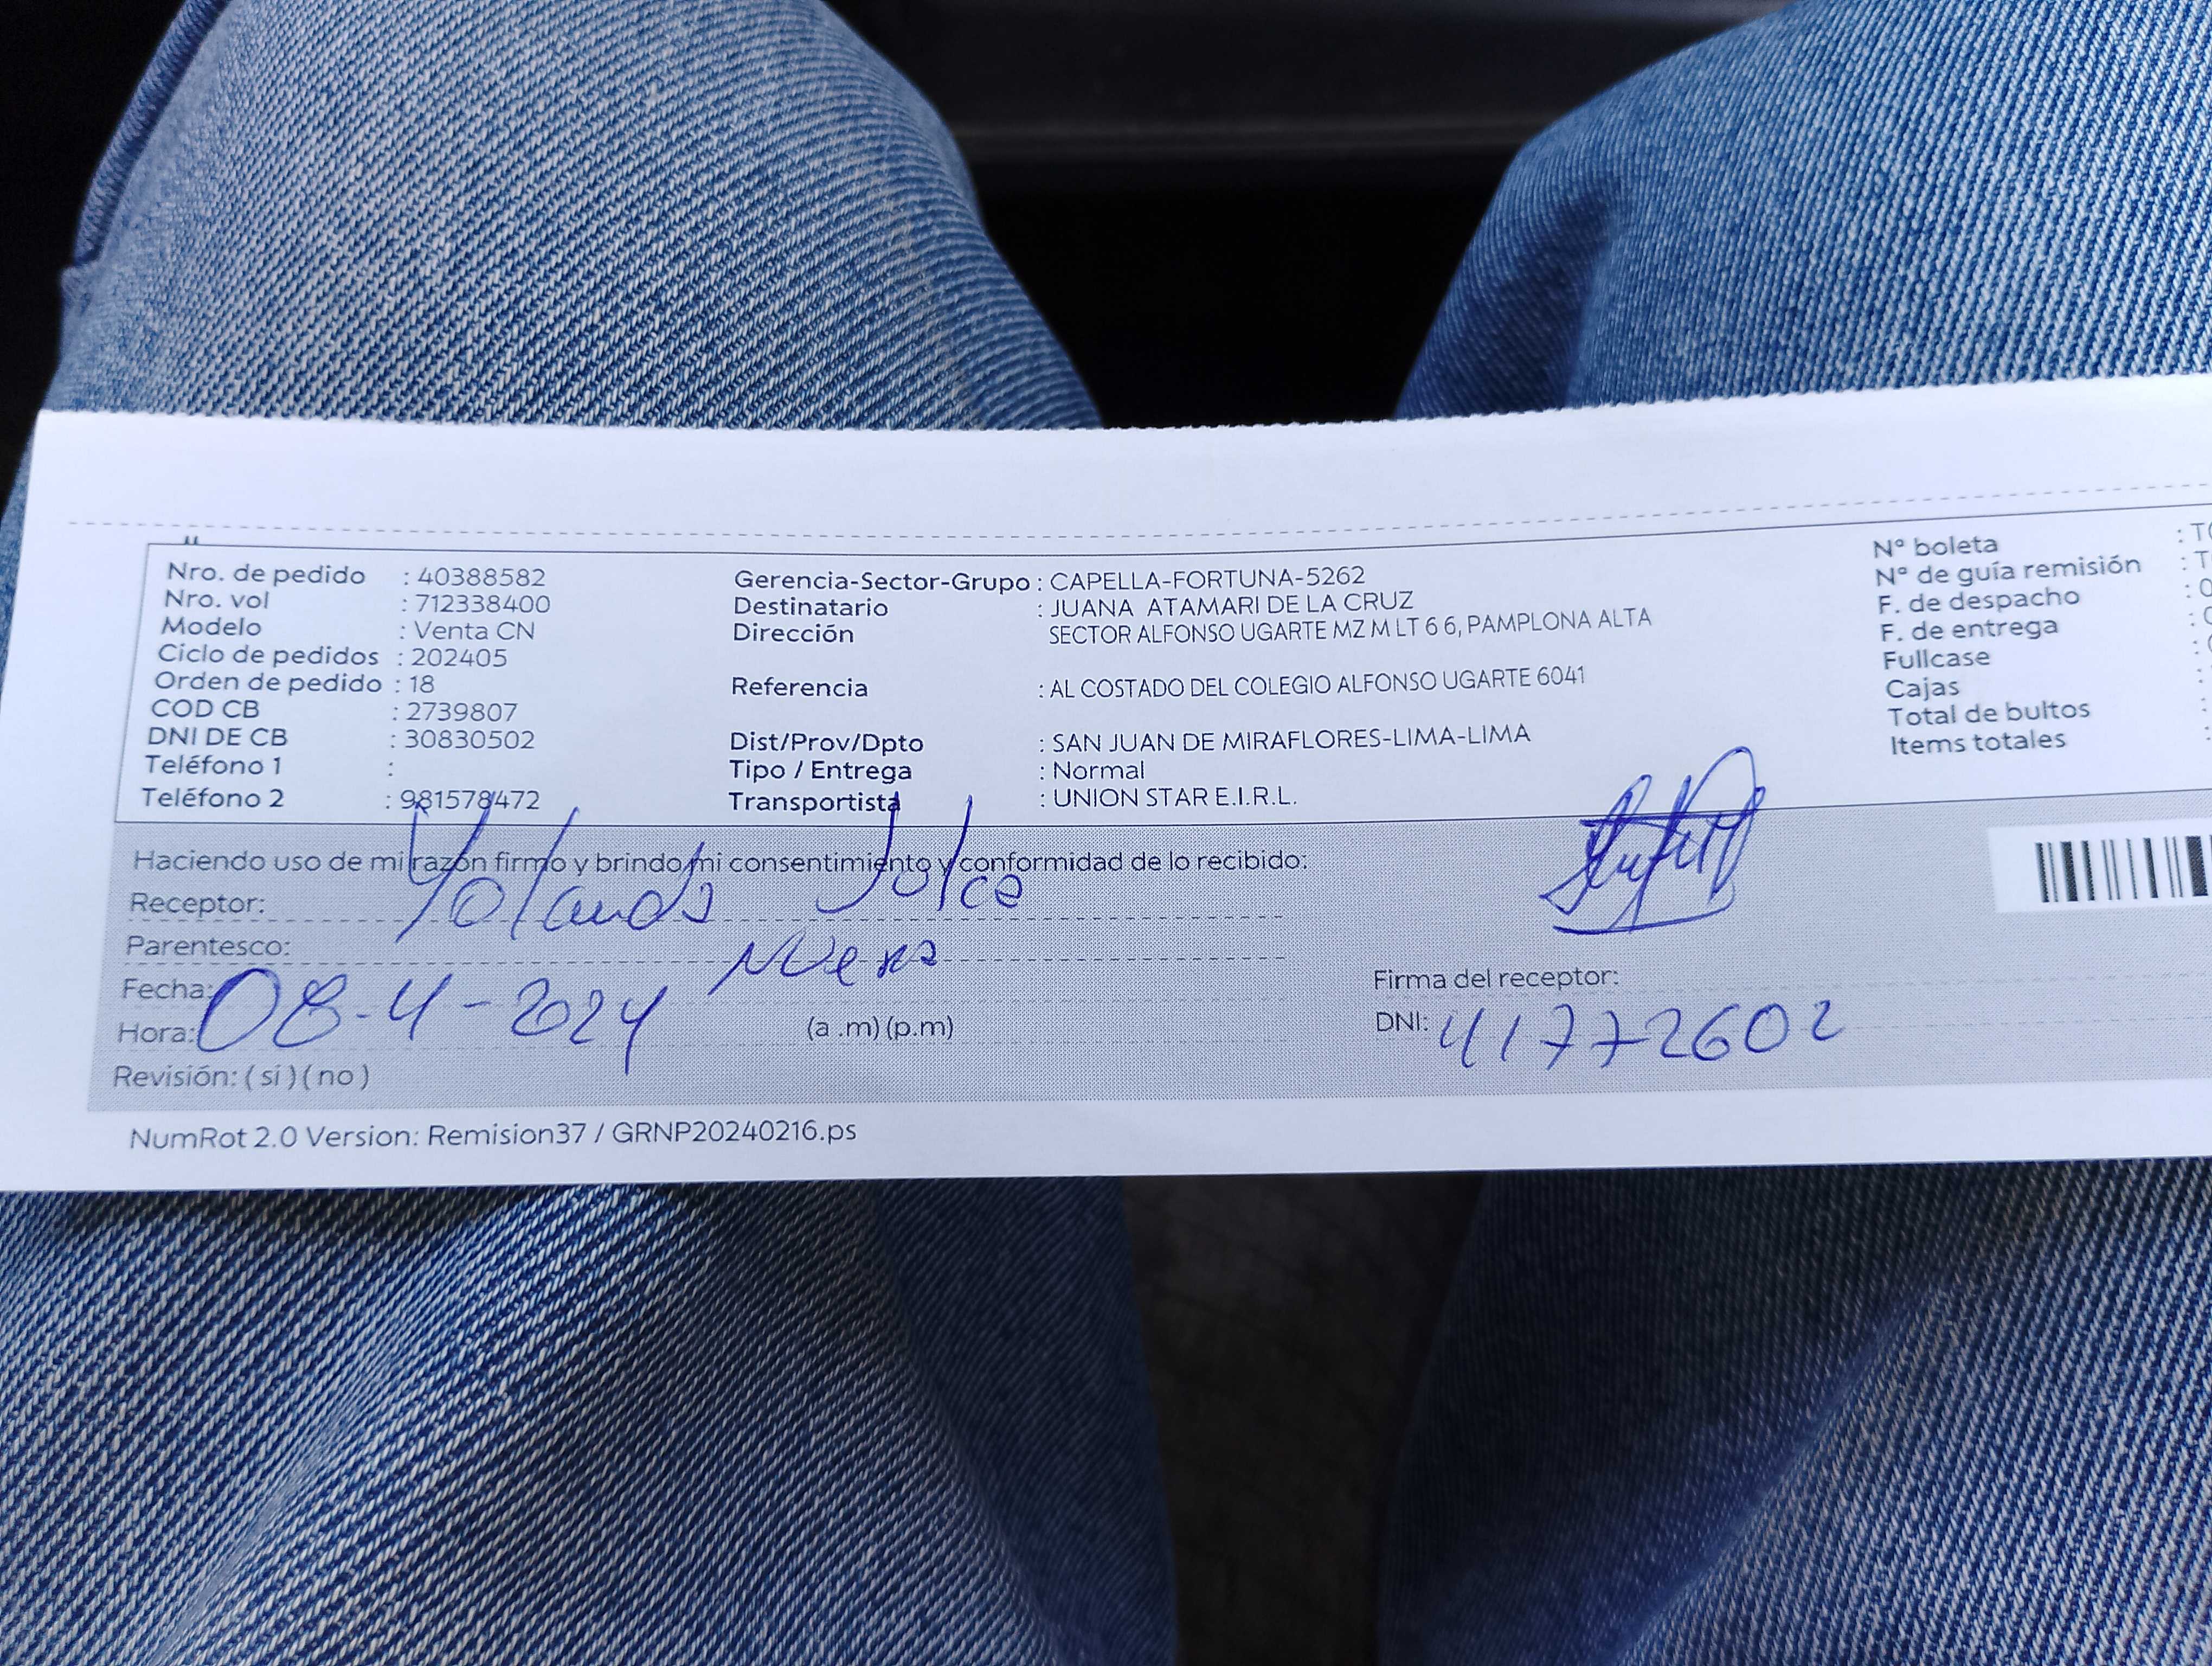 Nro. de pedido : 40388582
Nro. vol : 712338400
Modelo : Venta CN
Ciclo de pedidos : 202405
Orden de pedido : 18
COD CB : 2739807
DNI DE CB : 30830502
Teléfono 1 :
Teléfono 2 : 981578472
Gerencia-Sector-Grupo : CAPELLA-FORTUNA-5262
Destinatario : JUANA ATAMARI DE LA CRUZ
Dirección SECTOR ALFONSO UGARTE MZ M LT 6 6, PAMPLONA ALTA
Referencia : AL COSTADO DEL COLEGIO ALFONSO UGARTE 6041
Dist/Prov/Dpto : SAN JUAN DE MIRAFLORES-LIMA-LIMA
Tipo / Entrega : Normal
Transportista : UNION STAR E.I.R.L.
N° boleta : T
N° de guía remisión : T
F. de despacho : 0
F. de entrega :
Fullcase :
Cajas :
Total de bultos :
Items totales :
Haciendo uso de mi razón firmo y brindo mi consentimiento y conformidad de lo recibido:
Receptor: Yolanda
Parentesco: Nuera
Fecha: 08-4-2024
Hora: (a .m) (p.m)
Revisión: ( si ) ( no )
Firma del receptor:
DNI: 41772602
NumRot 2.0 Version: Remision37 / GRNP20240216.ps